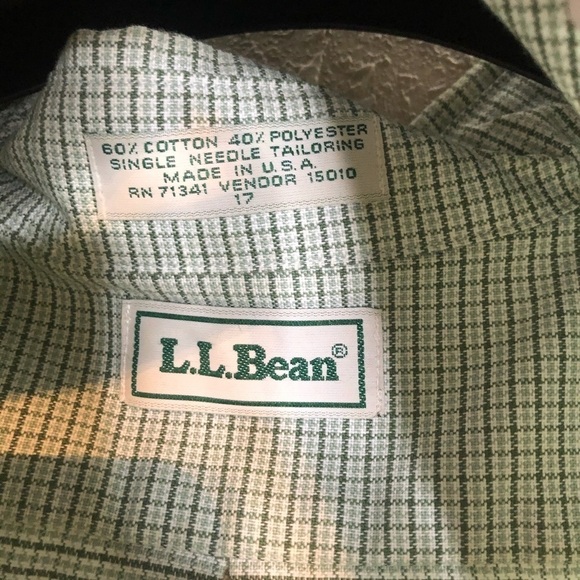 60% COTTON 40% POLYESTER
SINGLE NEEDLE TAILORING
MADE IN U.S.A.
RN 71341 VENDOR 15010
17
L.L.Bean®